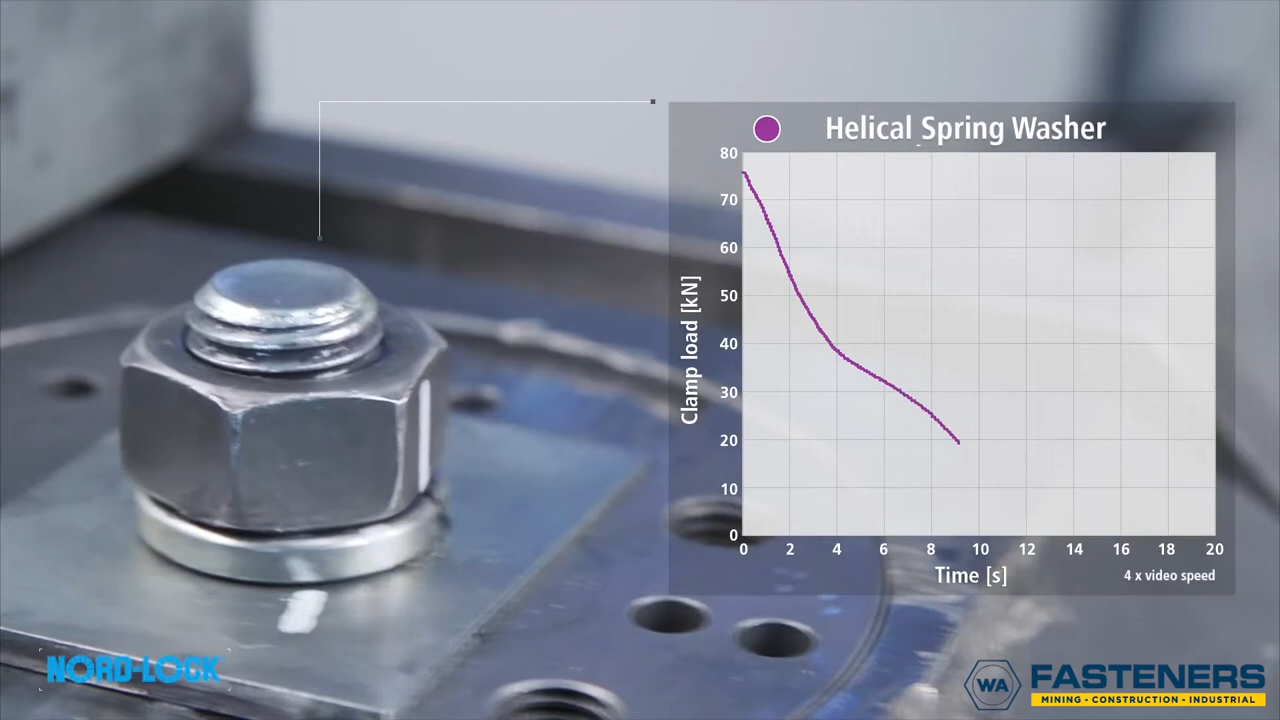 Helical Spring Washer
80
70
60
50
40
30
20
10
0
Clamp load [kN]
0 2 4 6 8 10 12 14 16 18 20
Time [s]
4 x video speed
NORD-LOCK
WA
FASTENERS
MINING - CONSTRUCTION - INDUSTRIAL